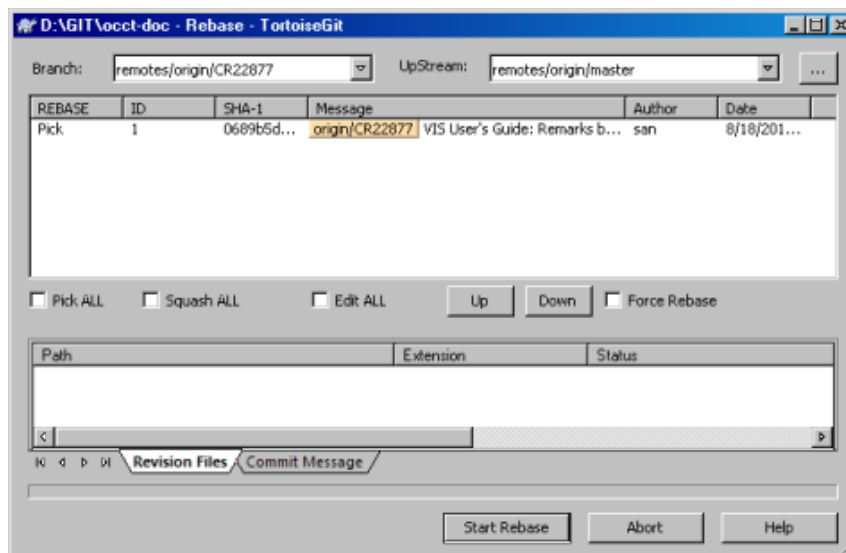 D:\GIT\occt-doc - Rebase - TortoiseGit
Branch: remotes/origin/CR22877 UpStream: remotes/origin/master ...
REBASE ID SHA-1 Message Author Date
Pick 1 0689b5d... origin/CR22877 VIS User's Guide: Remarks b... san 8/18/201...
Pick ALL Squash ALL Edit ALL Up Down Force Rebase
Path Extension Status
Revision Files Commit Message
Start Rebase Abort Help